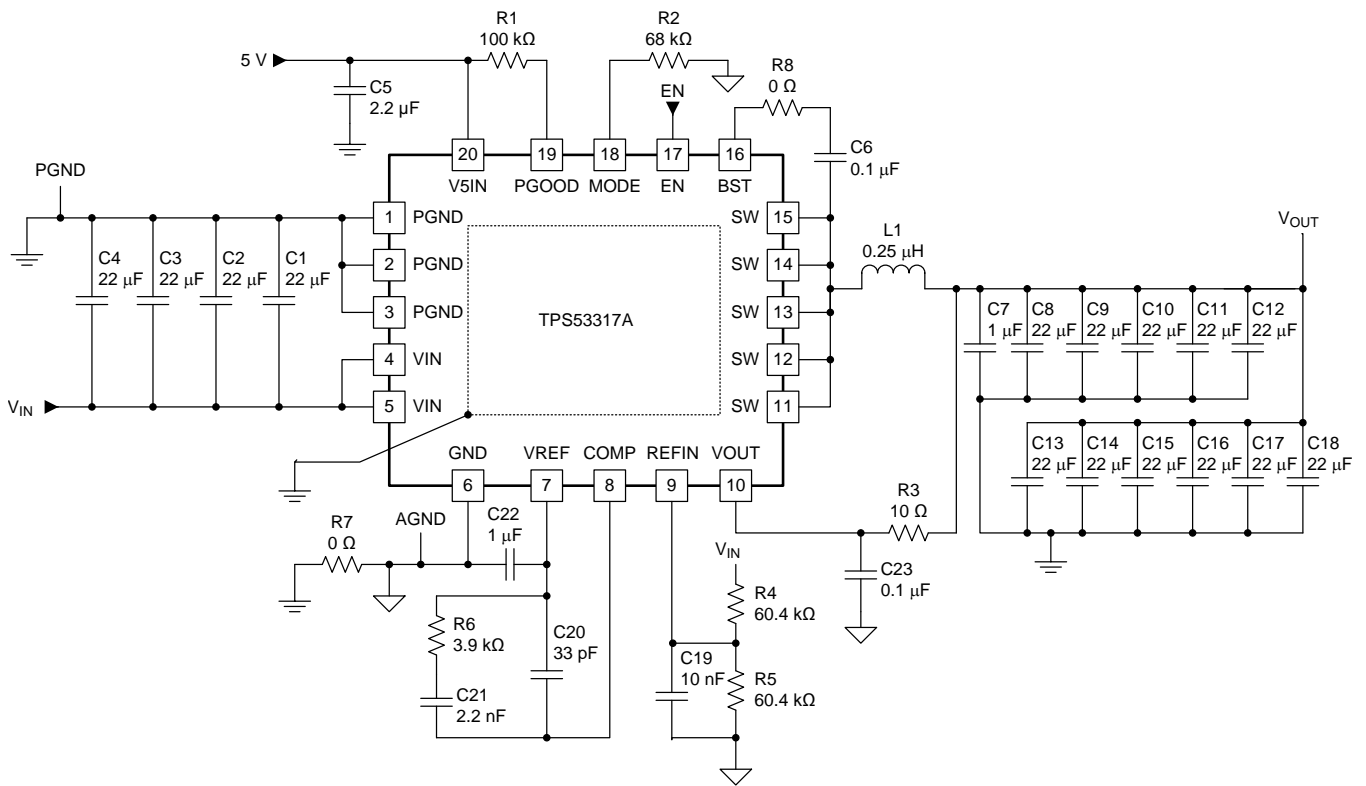 R1
100 kΩ
R2
68 kΩ
5 V
C5
2.2 µF
EN
R8
0 Ω
C6
0.1 µF
20
19
18
17
16
V5IN
PGOOD
MODE
EN
BST
PGND
1
PGND
2
PGND
3
PGND
4
VIN
5
VIN
C4
22 µF
C3
22 µF
C2
22 µF
C1
22 µF
VIN
TPS53317A
SW
15
SW
14
SW
13
SW
12
SW
11
L1
0.25 µH
VOUT
C7
1 µF
C8
22 µF
C9
22 µF
C10
22 µF
C11
22 µF
C12
22 µF
C13
22 µF
C14
22 µF
C15
22 µF
C16
22 µF
C17
22 µF
C18
22 µF
GND
VREF
COMP
REFIN
VOUT
6
7
8
9
10
R7
0 Ω
AGND
C22
1 µF
R3
10 Ω
C23
0.1 µF
VIN
R4
60.4 kΩ
R6
3.9 kΩ
C20
33 pF
C21
2.2 nF
C19
10 nF
R5
60.4 kΩ